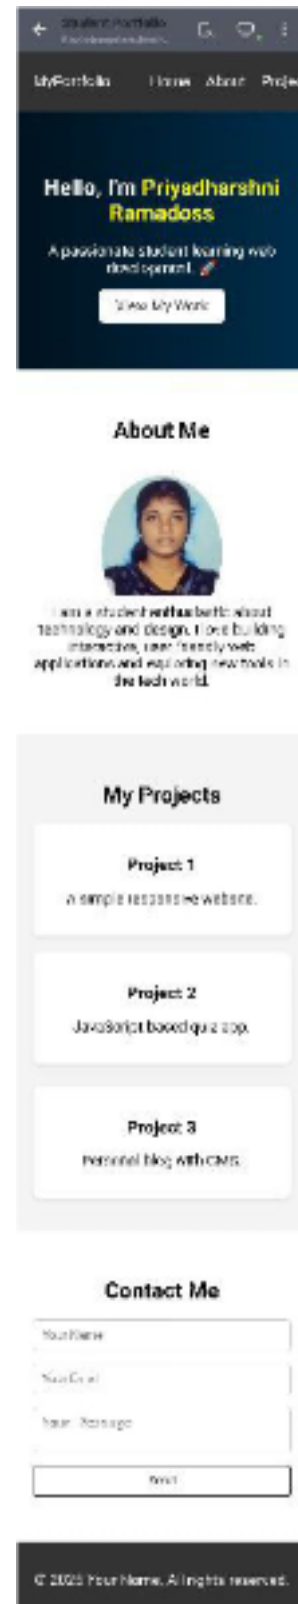 Student Portfolio
MyPortfolio Home About Projec
Hello, I'm Priyadharshni
Ramadoss
A passionate student learning web
development. 🚀
View My Work
About Me
I am a student enthusiastic about
technology and design. I love building
interactive, user friendly web
applications and exploring new tools in
the tech world.
My Projects
Project 1
A simple responsive website.
Project 2
JavaScript based quiz app.
Project 3
Personal blog with CMS.
Contact Me
Your Name
Your Email
Your Message
Send
© 2025 Your Name. All rights reserved.